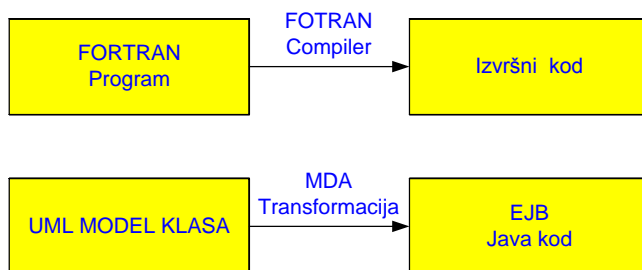 FORTRAN
Program
FOTRAN
Compiler
Izvršni kod
UML MODEL KLASA
MDA
Transformacija
EJB
Java kod